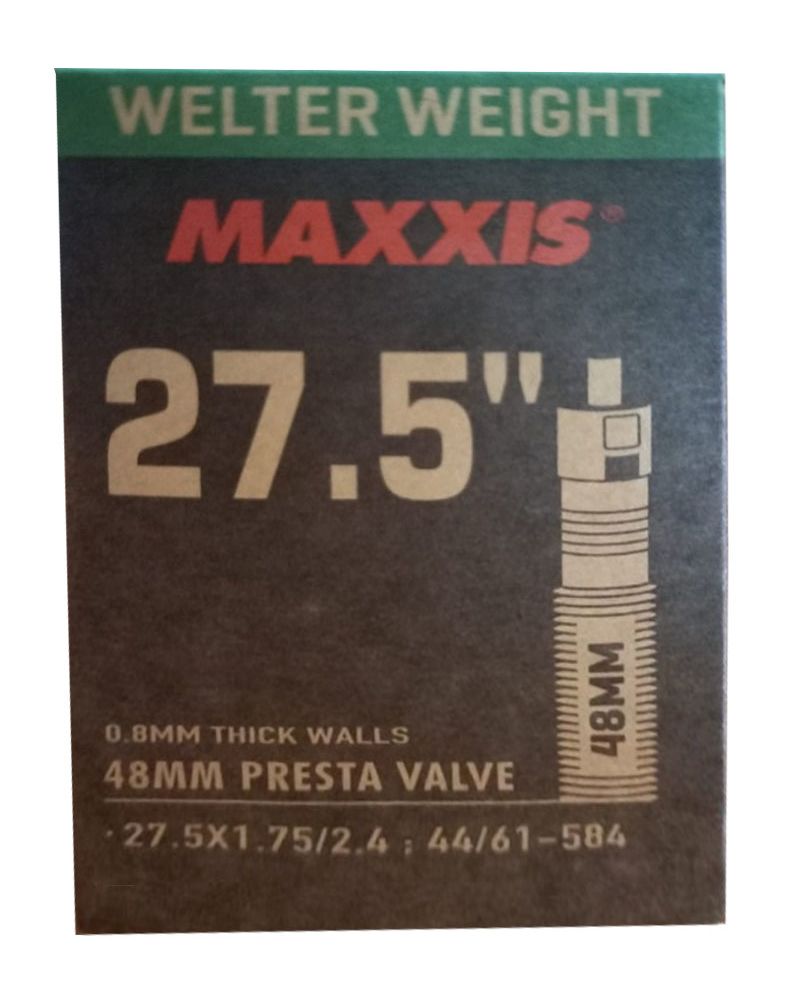 WELTER WEIGHT
MAXXIS®
27.5"
48MM
0.8MM THICK WALLS
48MM PRESTA VALVE
· 27.5X1.75/2.4 ; 44/61-584